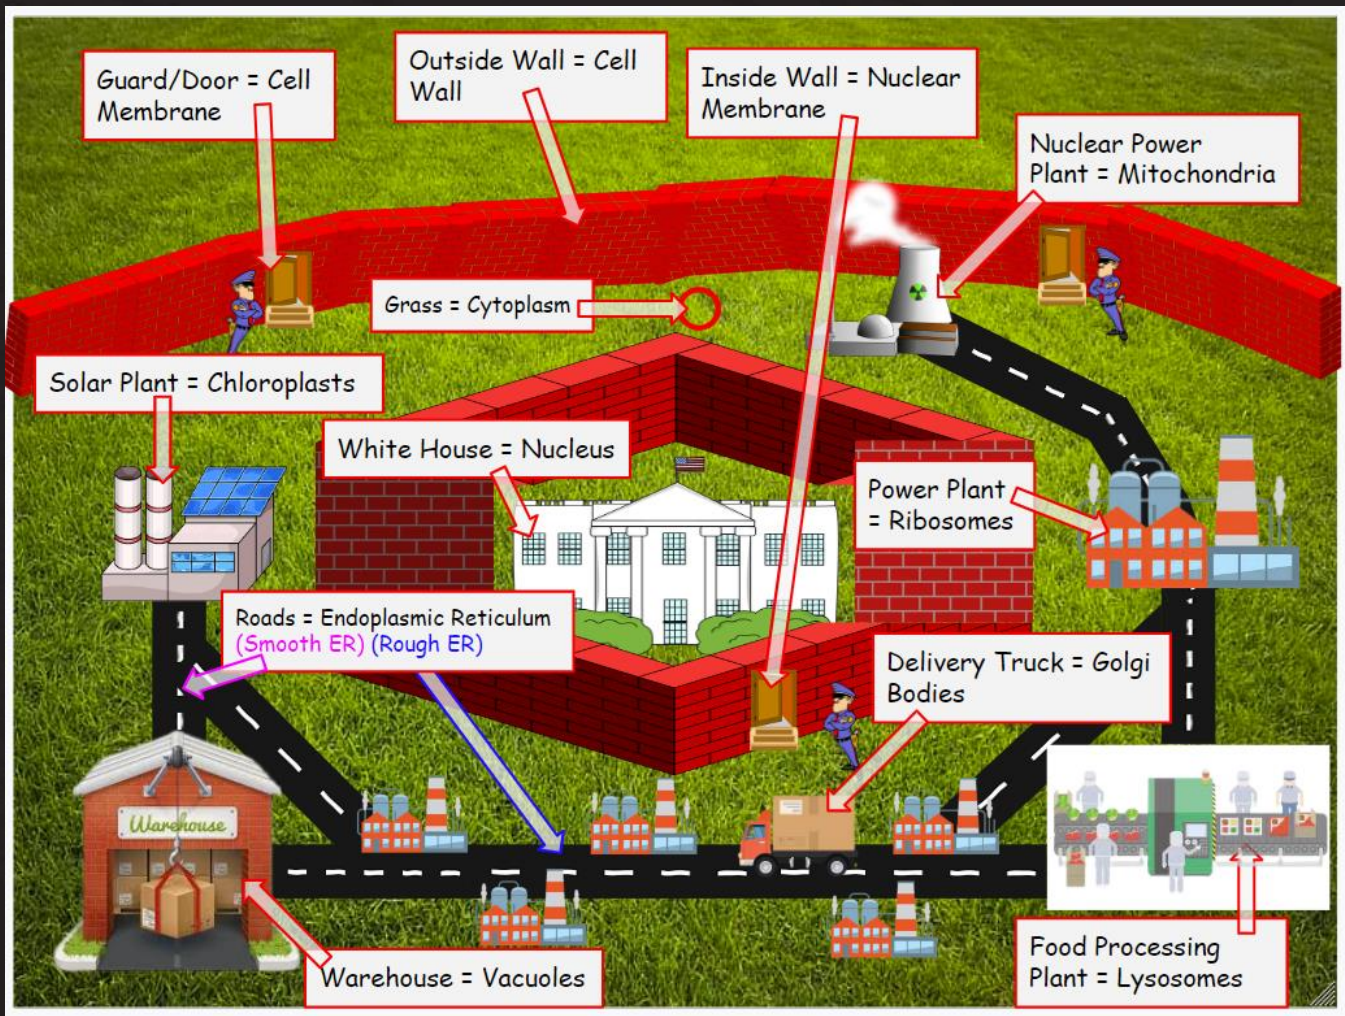 Guard/Door = Cell
Membrane
Outside Wall = Cell
Wall
Inside Wall = Nuclear
Membrane
Nuclear Power
Plant = Mitochondria
Grass = Cytoplasm
Solar Plant = Chloroplasts
White House = Nucleus
Power Plant
= Ribosomes
Roads = Endoplasmic Reticulum
(Smooth ER) (Rough ER)
Delivery Truck = Golgi
Bodies
Warehouse
Warehouse = Vacuoles
Food Processing
Plant = Lysosomes